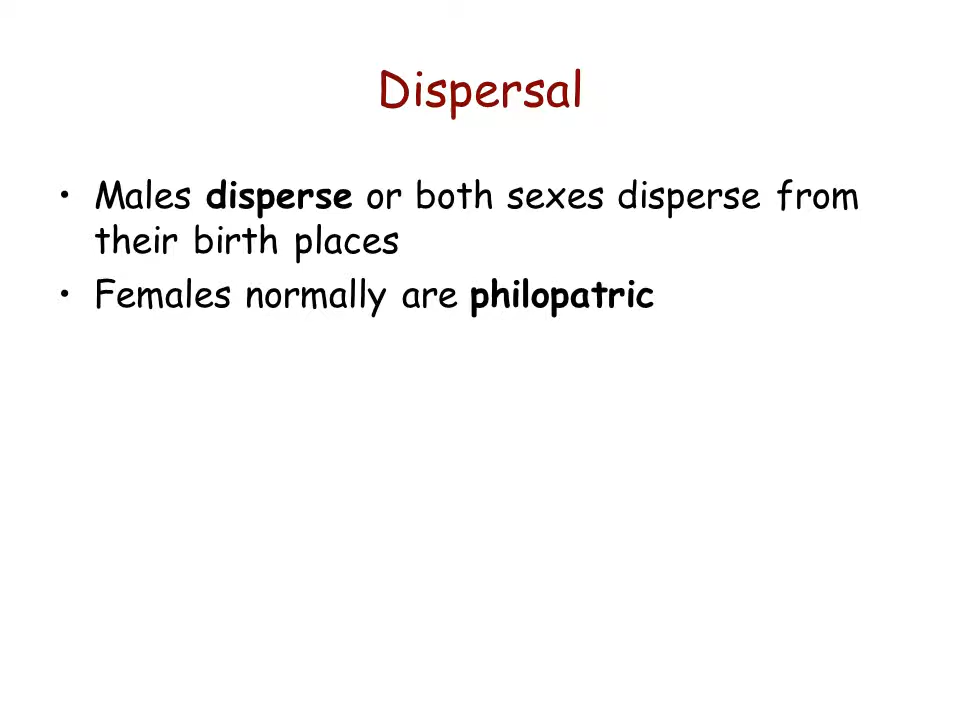 Dispersal
• Males disperse or both sexes disperse from
their birth places
• Females normally are philopatric